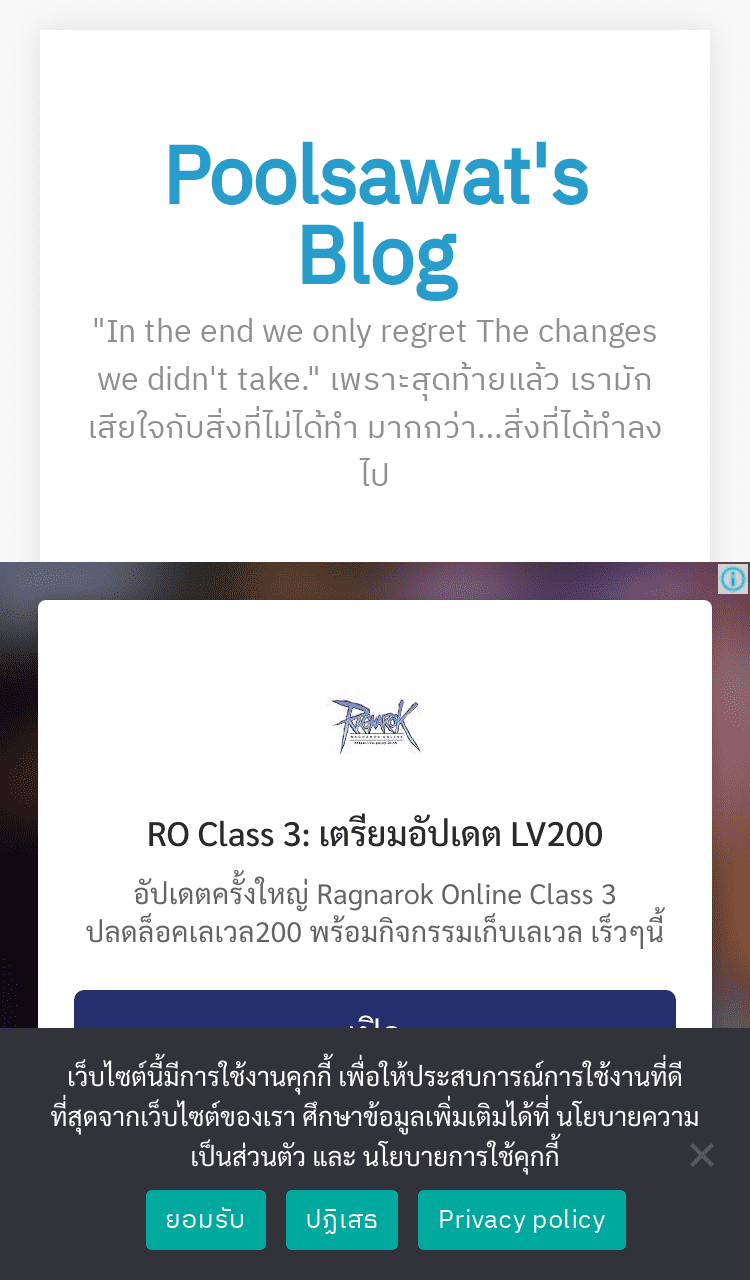 Poolsawat's
Blog
"In the end we only regret The changes
we didn't take." เพราะสุดท้ายแล้ว เรามัก
เสียใจกับสิ่งที่ไม่ได้ทำ มากกว่า...สิ่งที่ได้ทำลง
ไป
RAGNAROK
RAGNAROK ONLINE
RO Class 3: เตรียมอัปเดต LV200
อัปเดตครั้งใหญ่ Ragnarok Online Class 3
ปลดล็อคเลเวล200 พร้อมกิจกรรมเก็บเลเวล เร็วๆนี้
เปิด
เว็บไซต์นี้มีการใช้งานคุกกี้ เพื่อให้ประสบการณ์การใช้งานที่ดี
ที่สุดจากเว็บไซต์ของเรา ศึกษาข้อมูลเพิ่มเติมได้ที่ นโยบายความ
เป็นส่วนตัว และ นโยบายการใช้คุกกี้
ยอมรับ
ปฏิเสธ
Privacy policy